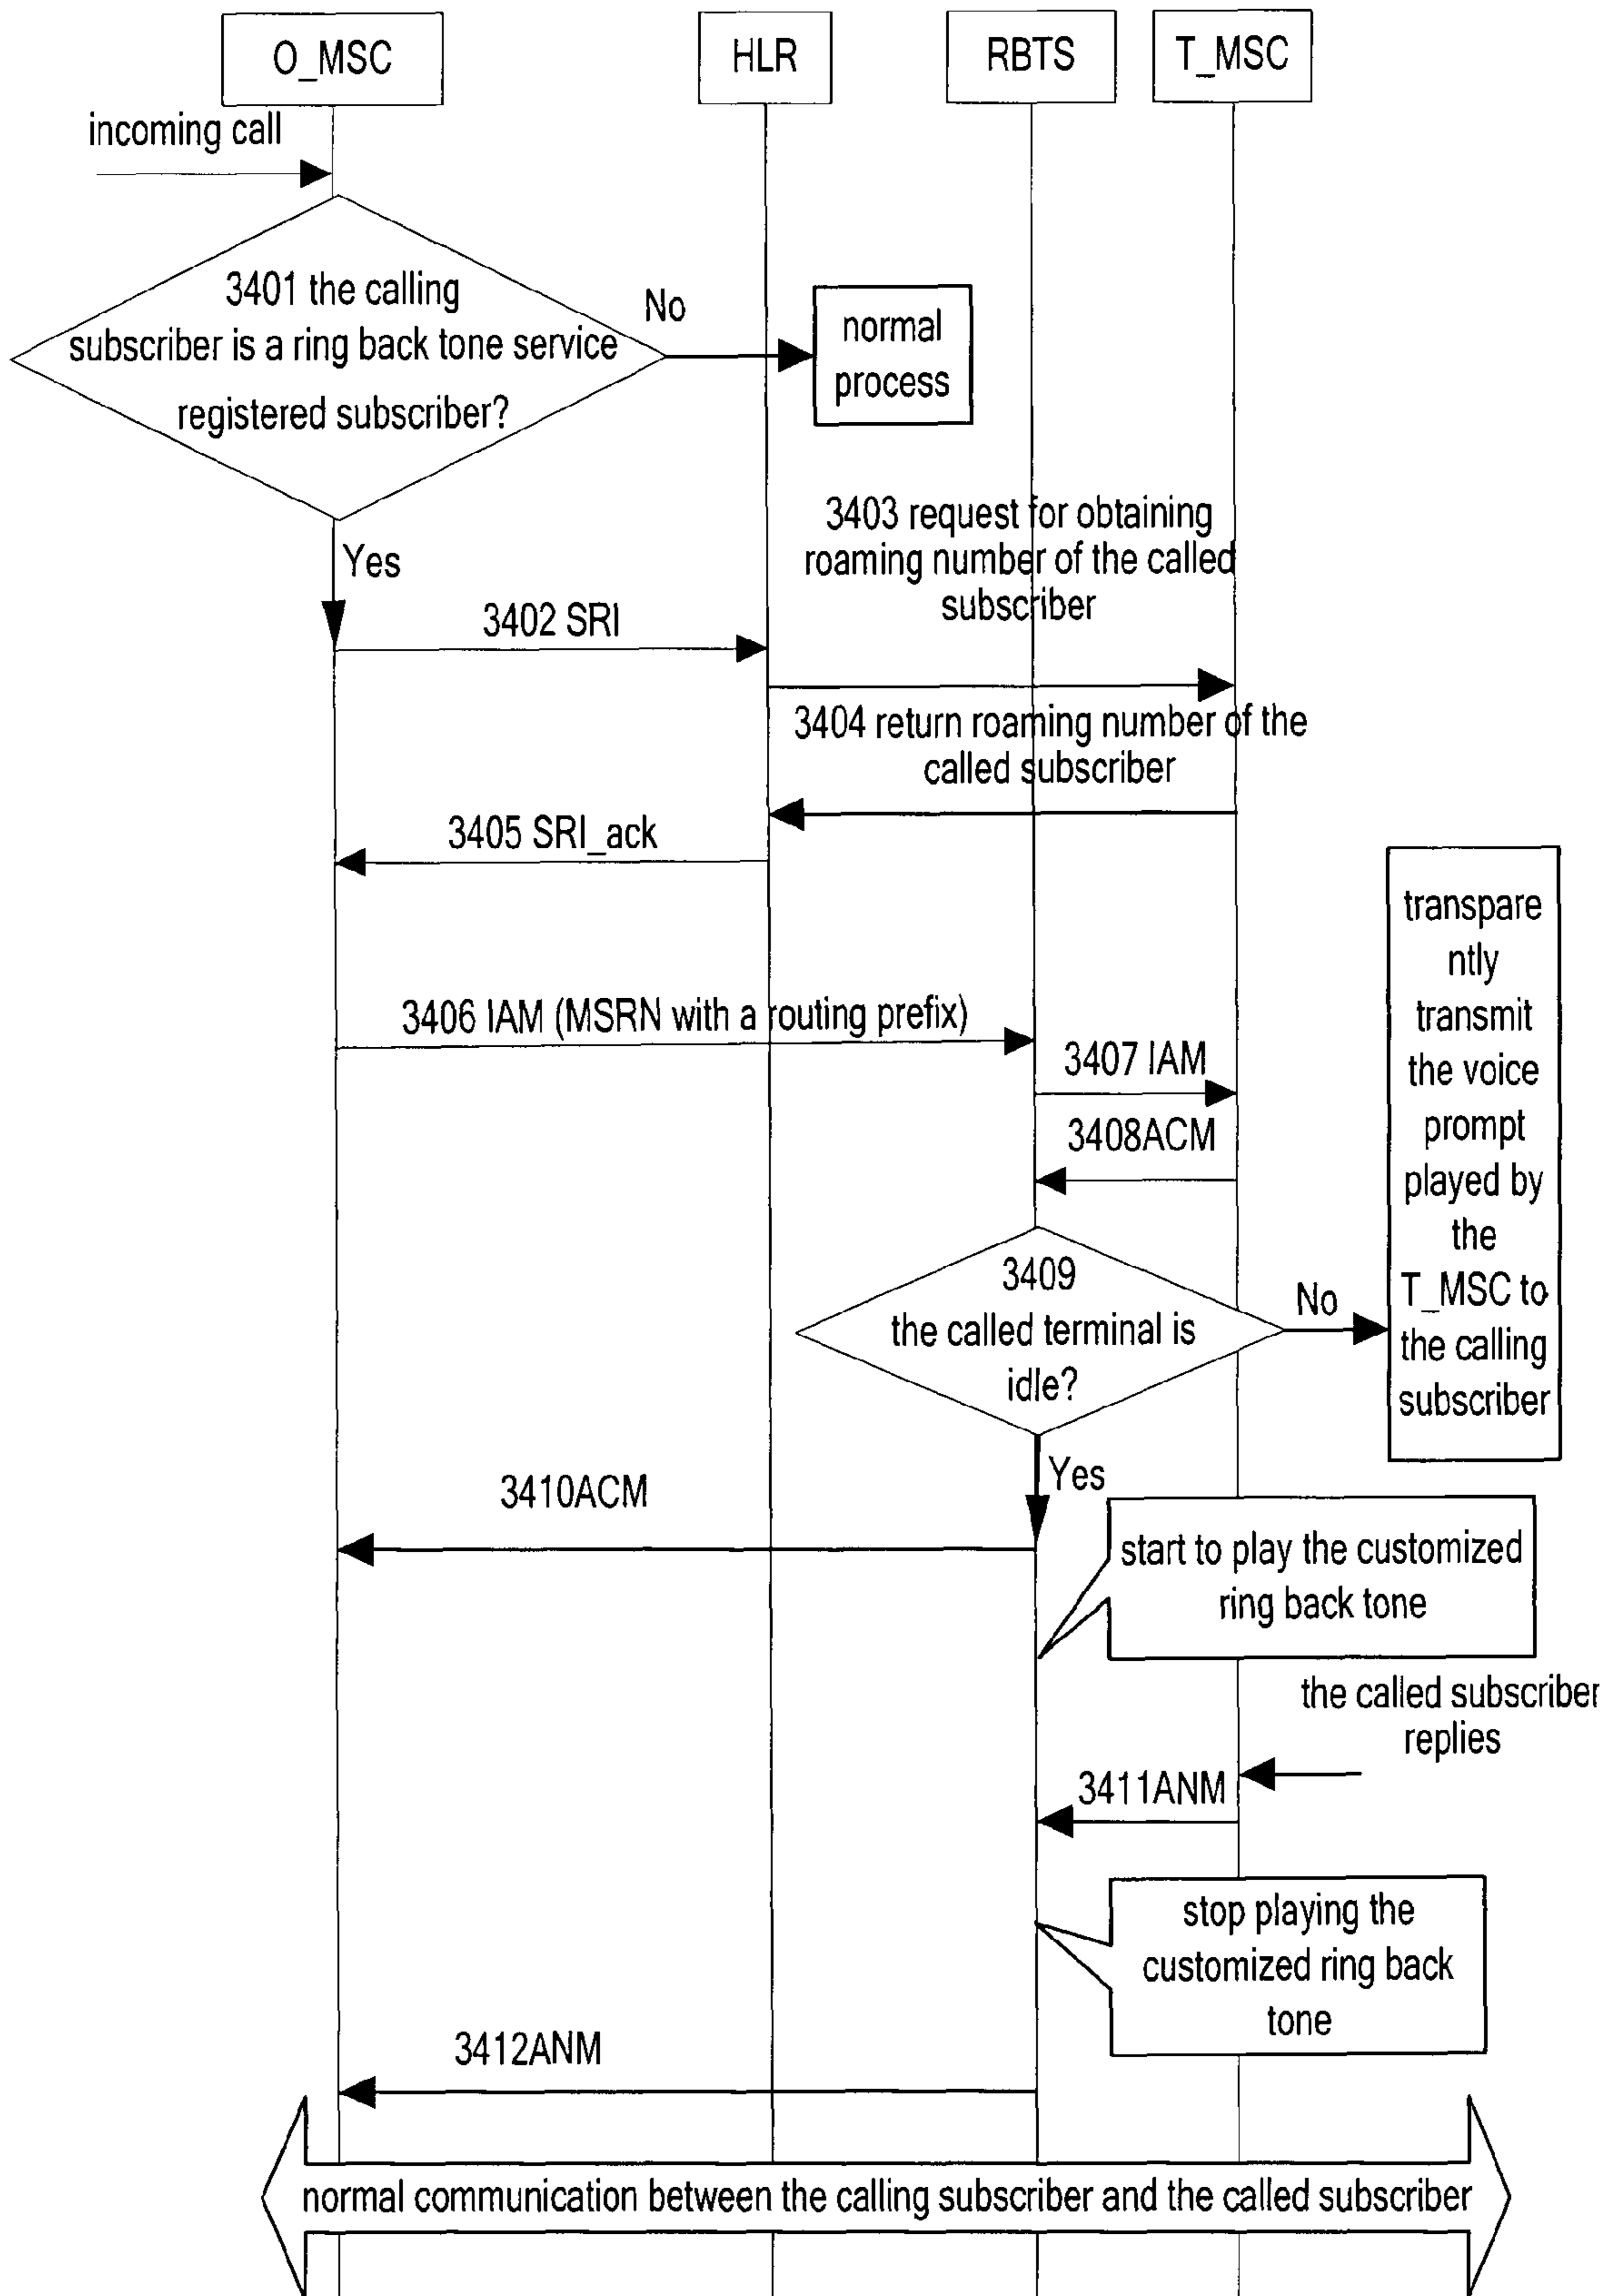 O_MSC
HLR
RBTS
T_MSC
incoming call
3401 the calling
subscriber is a ring back tone service
registered subscriber?
No
normal
process
Yes
3402 SRI
3403 request for obtaining
roaming number of the called
subscriber
3404 return roaming number of the
called subscriber
3405 SRI_ack
3406 IAM (MSRN with a routing prefix)
3407 IAM
3408ACM
3409
the called terminal is
idle?
No
transpare
ntly
transmit
the voice
prompt
played by
the
T_MSC to
the calling
subscriber
Yes
3410ACM
start to play the customized
ring back tone
the called subscriber
replies
3411ANM
stop playing the
customized ring back
tone
3412ANM
normal communication between the calling subscriber and the called subscriber